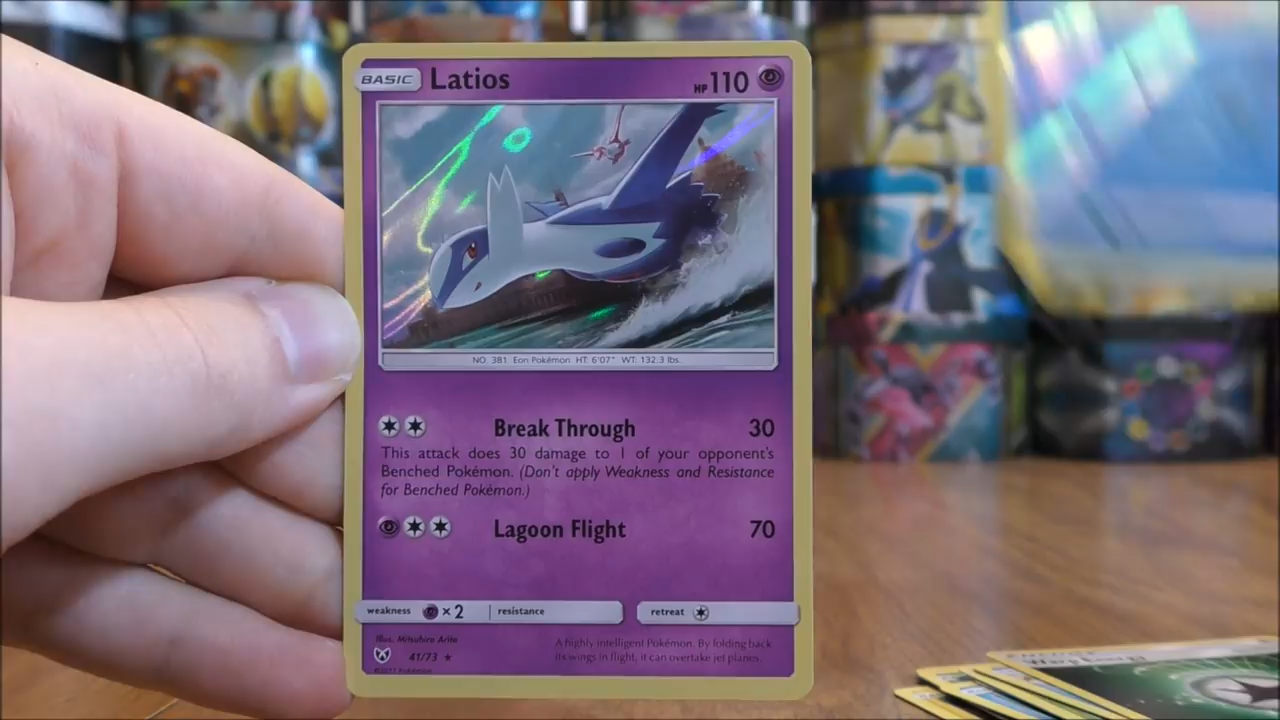 BASIC Latios HP 110
NO. 381 Eon Pokémon HT: 6'07" WT: 132.3 lbs.
Break Through 30
This attack does 30 damage to 1 of your opponent's
Benched Pokémon. (Don't apply Weakness and Resistance
for Benched Pokémon.)
Lagoon Flight 70
weakness ×2 resistance retreat
Illus. Mitsuhiro Arita
41/73 ★
©2017 Pokémon
A highly intelligent Pokémon. By folding back
its wings in flight, it can overtake jet planes.